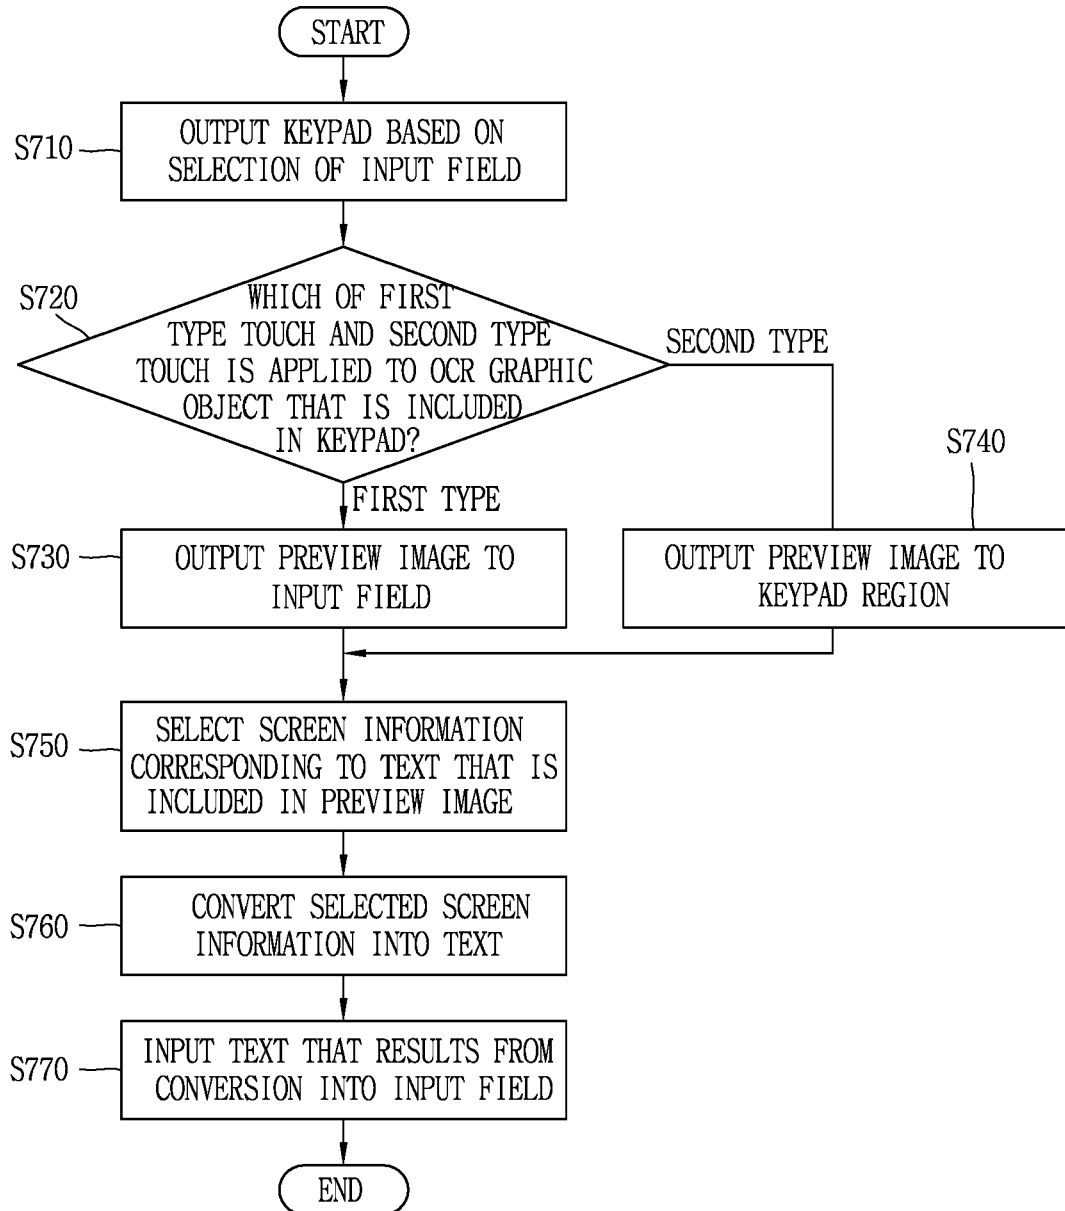 START
S710
OUTPUT KEYPAD BASED ON
SELECTION OF INPUT FIELD
S720
WHICH OF FIRST
TYPE TOUCH AND SECOND TYPE
TOUCH IS APPLIED TO OCR GRAPHIC
OBJECT THAT IS INCLUDED
IN KEYPAD?
SECOND TYPE
FIRST TYPE
S730
OUTPUT PREVIEW IMAGE TO
INPUT FIELD
S740
OUTPUT PREVIEW IMAGE TO
KEYPAD REGION
S750
SELECT SCREEN INFORMATION
CORRESPONDING TO TEXT THAT IS
INCLUDED IN PREVIEW IMAGE
S760
CONVERT SELECTED SCREEN
INFORMATION INTO TEXT
S770
INPUT TEXT THAT RESULTS FROM
CONVERSION INTO INPUT FIELD
END